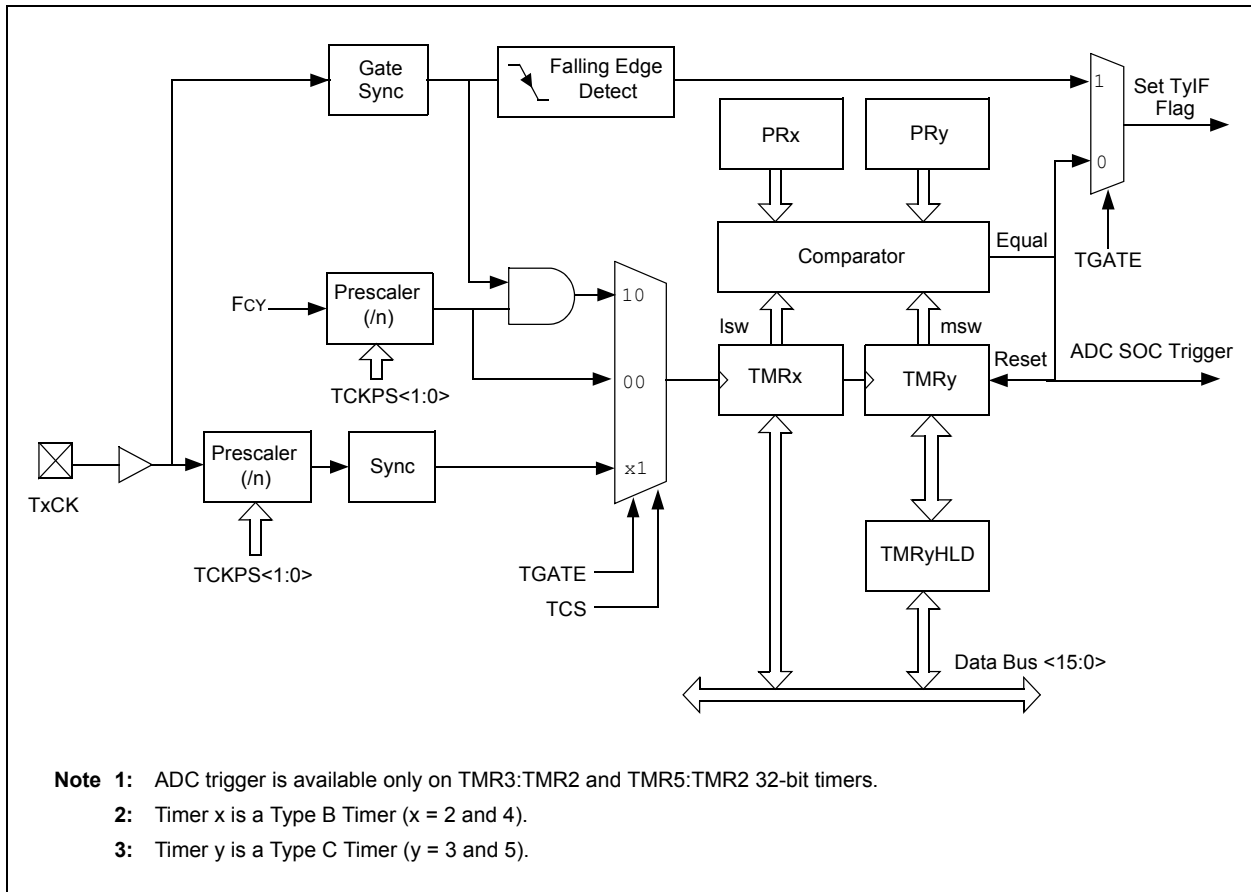 Gate
Sync
Falling Edge
Detect
1
Set TyIF
Flag
PRx
PRy
0
Equal
Comparator
TGATE
FCY
Prescaler
(/n)
10
lsw
msw
TCKPS<1:0>
00
TMRx
TMRy
Reset
ADC SOC Trigger
TxCK
Prescaler
(/n)
Sync
x1
TCKPS<1:0>
TGATE
TCS
TMRyHLD
Data Bus <15:0>
Note 1: ADC trigger is available only on TMR3:TMR2 and TMR5:TMR2 32-bit timers.
2: Timer x is a Type B Timer (x = 2 and 4).
3: Timer y is a Type C Timer (y = 3 and 5).